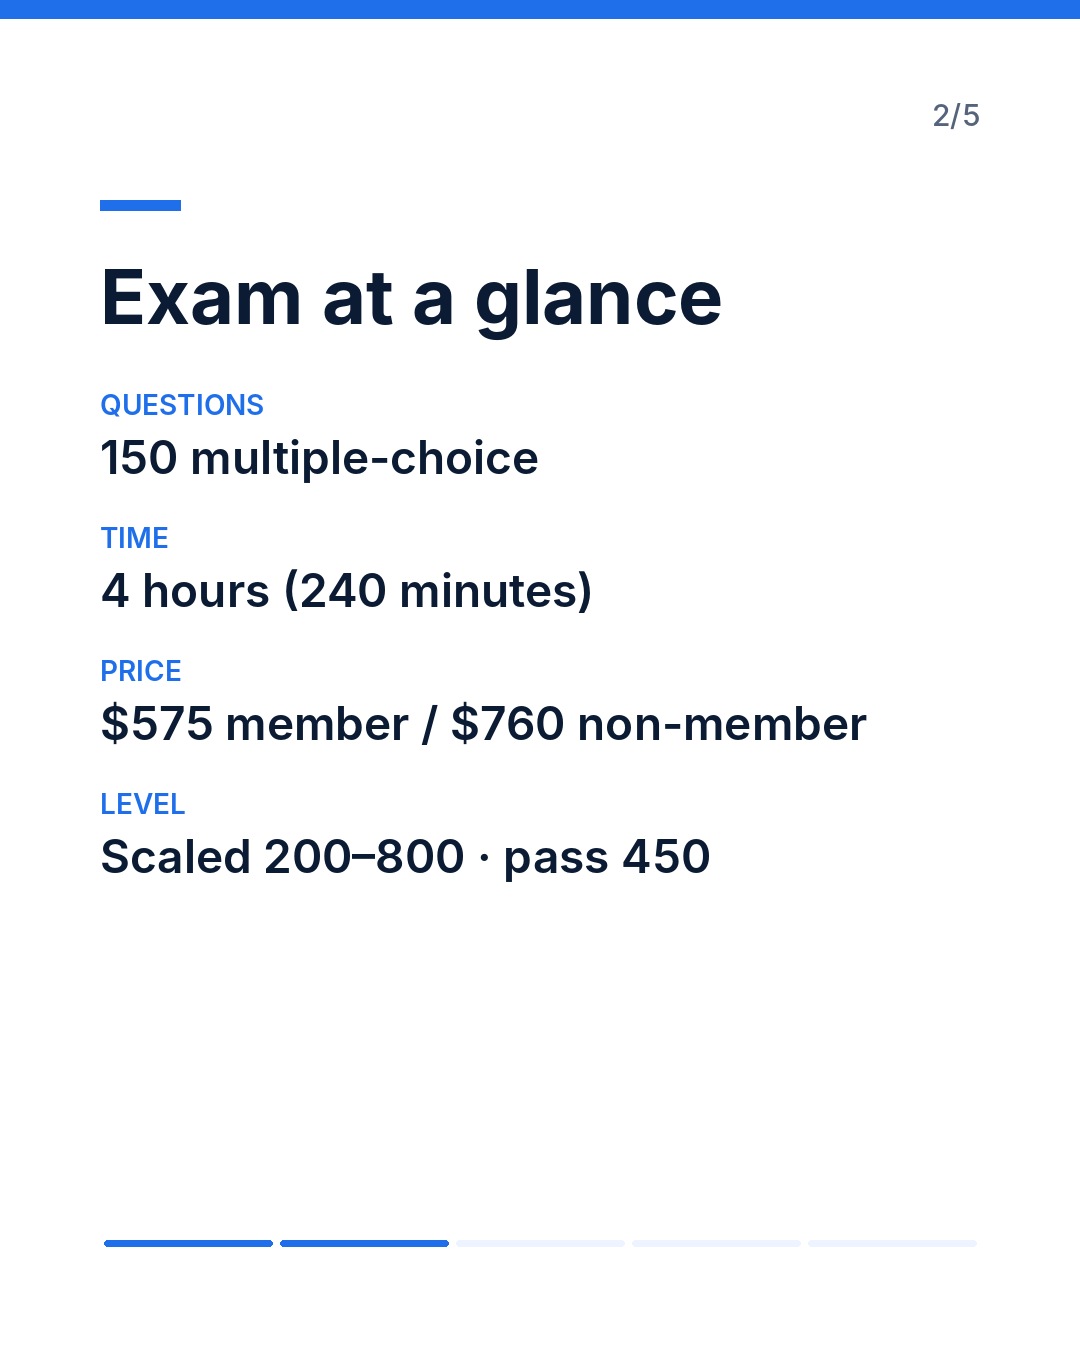 2/5
Exam at a glance
QUESTIONS
150 multiple-choice
TIME
4 hours (240 minutes)
PRICE
$575 member / $760 non-member
LEVEL
Scaled 200–800 · pass 450